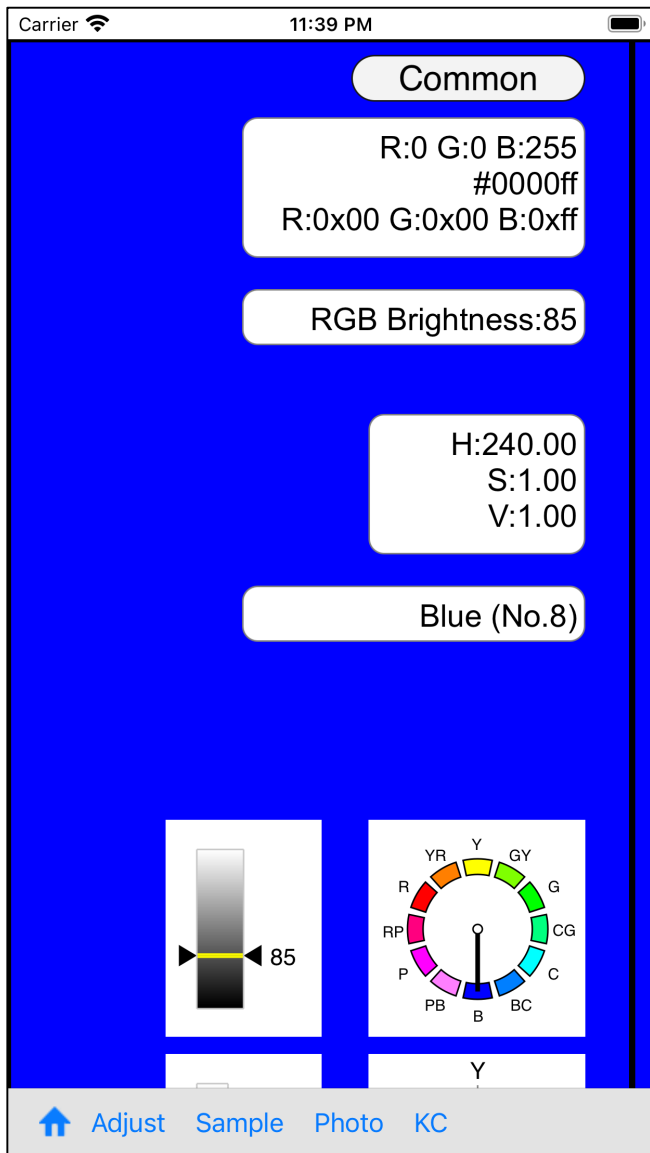 Carrier
11:39 PM
Common
R:0 G:0 B:255
#0000ff
R:0x00 G:0x00 B:0xff
RGB Brightness:85
H:240.00
S:1.00
V:1.00
Blue (No.8)
85
Y
GY
G
CG
C
BC
B
PB
P
RP
R
YR
Y
Adjust
Sample
Photo
KC